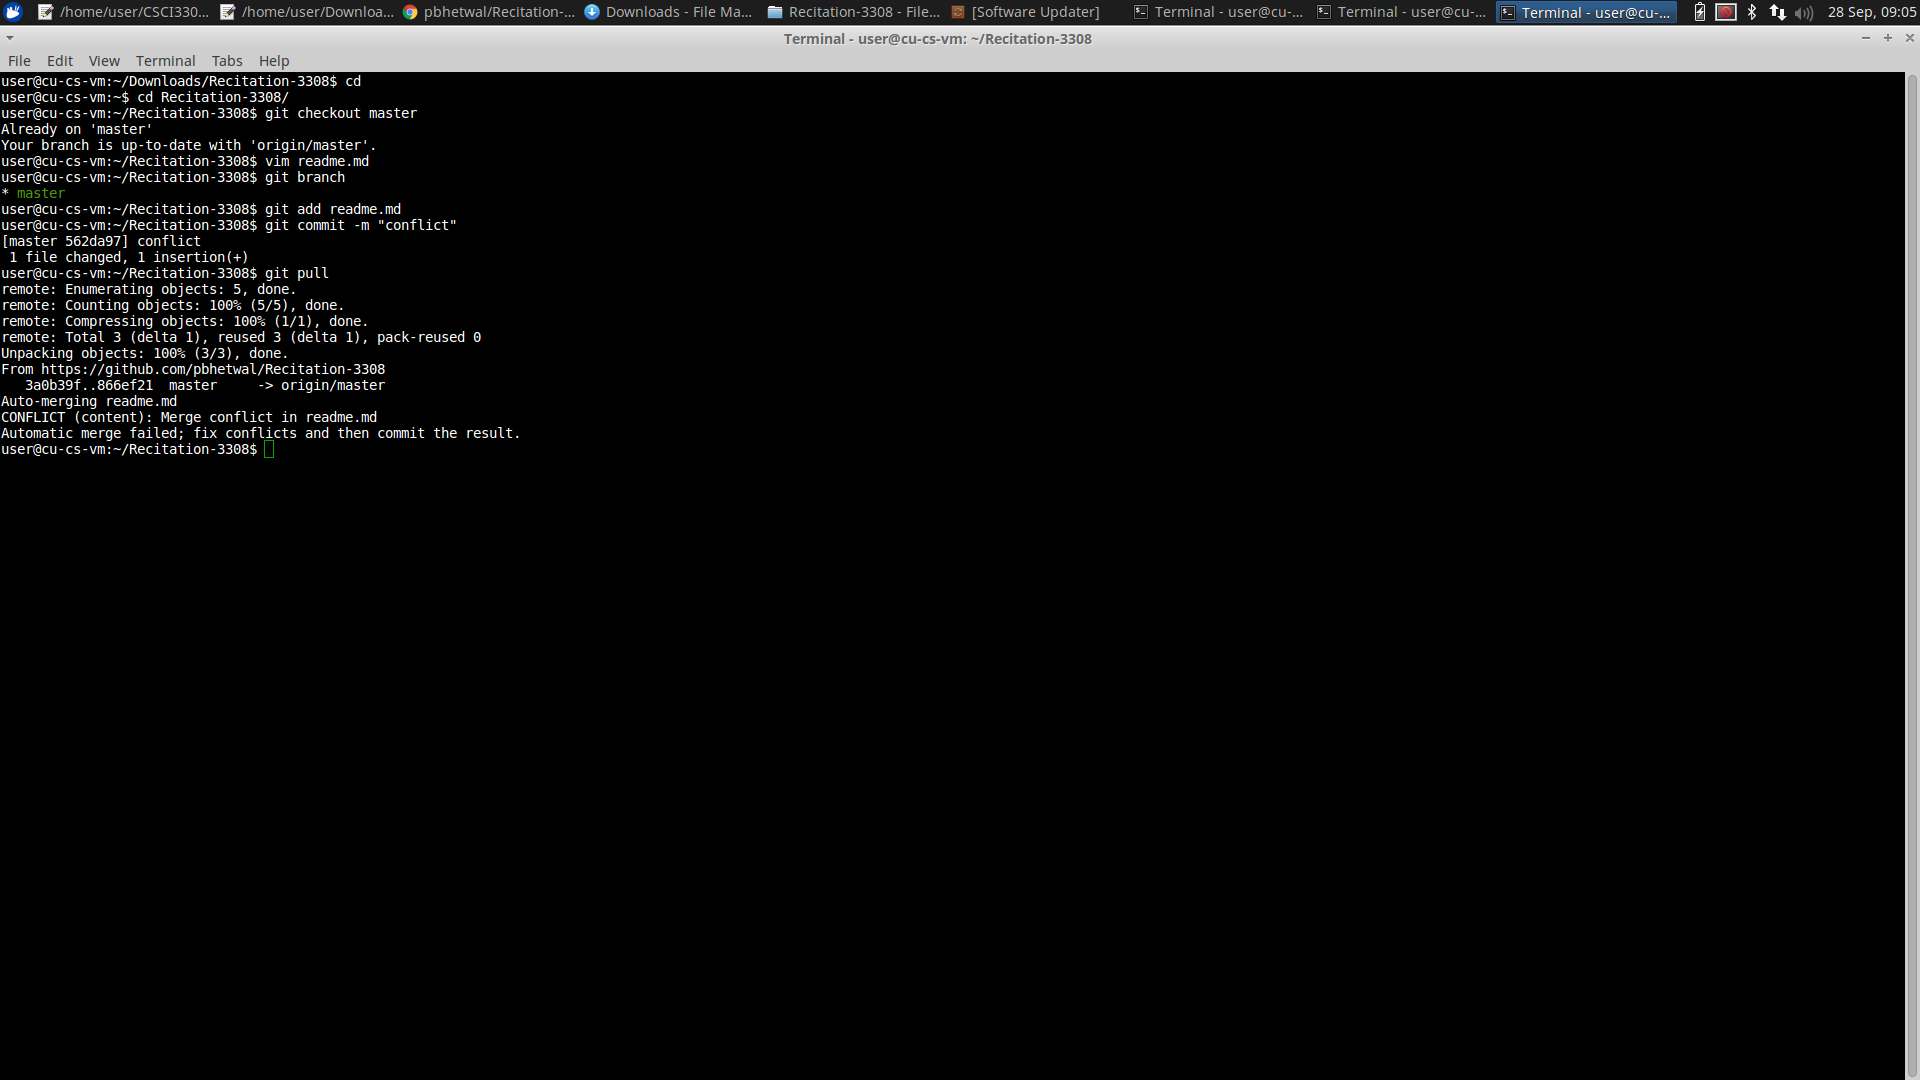 /home/user/CSCI330... /home/user/Downloa... pbhetwal/Recitation-... Downloads - File Ma... Recitation-3308 - File... [Software Updater] Terminal - user@cu-... Terminal - user@cu-... Terminal - user@cu-... 28 Sep, 09:05
Terminal - user@cu-cs-vm: ~/Recitation-3308
File Edit View Terminal Tabs Help
user@cu-cs-vm:~/Downloads/Recitation-3308$ cd
user@cu-cs-vm:~$ cd Recitation-3308/
user@cu-cs-vm:~/Recitation-3308$ git checkout master
Already on 'master'
Your branch is up-to-date with 'origin/master'.
user@cu-cs-vm:~/Recitation-3308$ vim readme.md
user@cu-cs-vm:~/Recitation-3308$ git branch
* master
user@cu-cs-vm:~/Recitation-3308$ git add readme.md
user@cu-cs-vm:~/Recitation-3308$ git commit -m "conflict"
[master 562da97] conflict
 1 file changed, 1 insertion(+)
user@cu-cs-vm:~/Recitation-3308$ git pull
remote: Enumerating objects: 5, done.
remote: Counting objects: 100% (5/5), done.
remote: Compressing objects: 100% (1/1), done.
remote: Total 3 (delta 1), reused 3 (delta 1), pack-reused 0
Unpacking objects: 100% (3/3), done.
From https://github.com/pbhetwal/Recitation-3308
   3a0b39f..866ef21  master     -> origin/master
Auto-merging readme.md
CONFLICT (content): Merge conflict in readme.md
Automatic merge failed; fix conflicts and then commit the result.
user@cu-cs-vm:~/Recitation-3308$